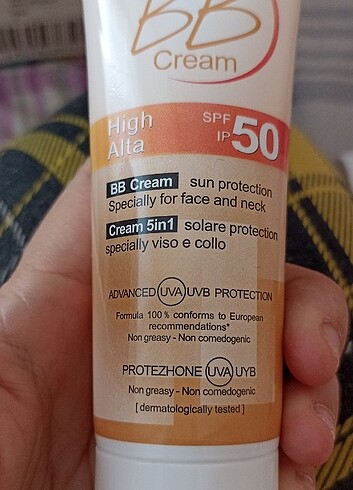 BB
Cream
High SPF
Alta IP 50
BB Cream sun protection
Specially for face and neck
Cream 5in1 solare protection
specially viso e collo
ADVANCED UVA UVB PROTECTION
Formula 100% conforms to European
recommendations*
Non greasy - Non comedogenic
PROTEZHONE UVA UYB
Non greasy - Non comedogenic
[ dermatologically tested ]